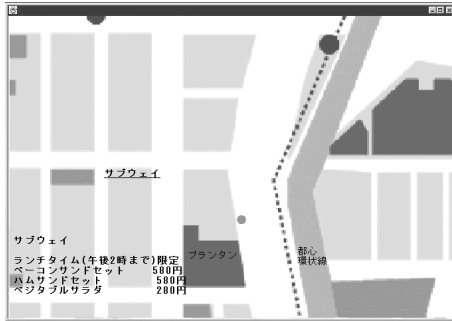 サブウェイ
プランタン
都心
環状線
サブウェイ
ランチタイム(午後2時まで)限定
ベーコンサンドセット 580円
ハムサンドセット 580円
ベジタブルサラダ 280円